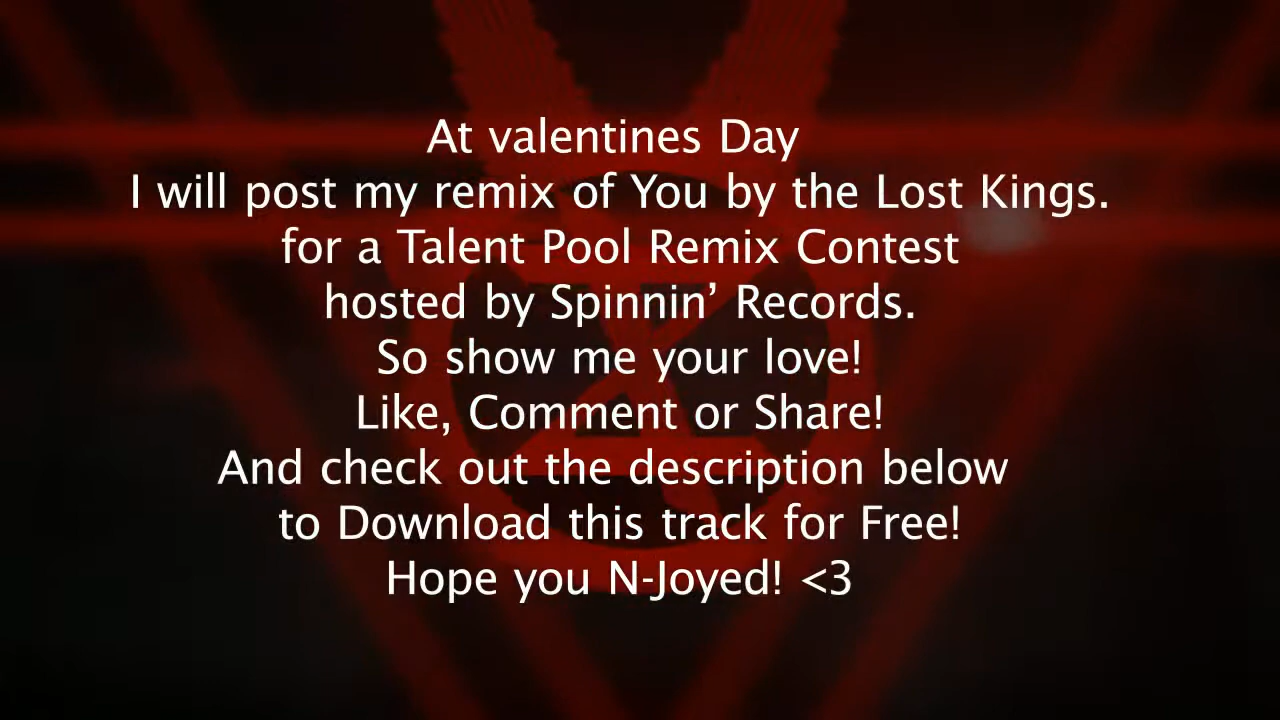 At valentines Day
I will post my remix of You by the Lost Kings.
for a Talent Pool Remix Contest
hosted by Spinnin’ Records.
So show me your love!
Like, Comment or Share!
And check out the description below
to Download this track for Free!
Hope you N-Joyed! <3